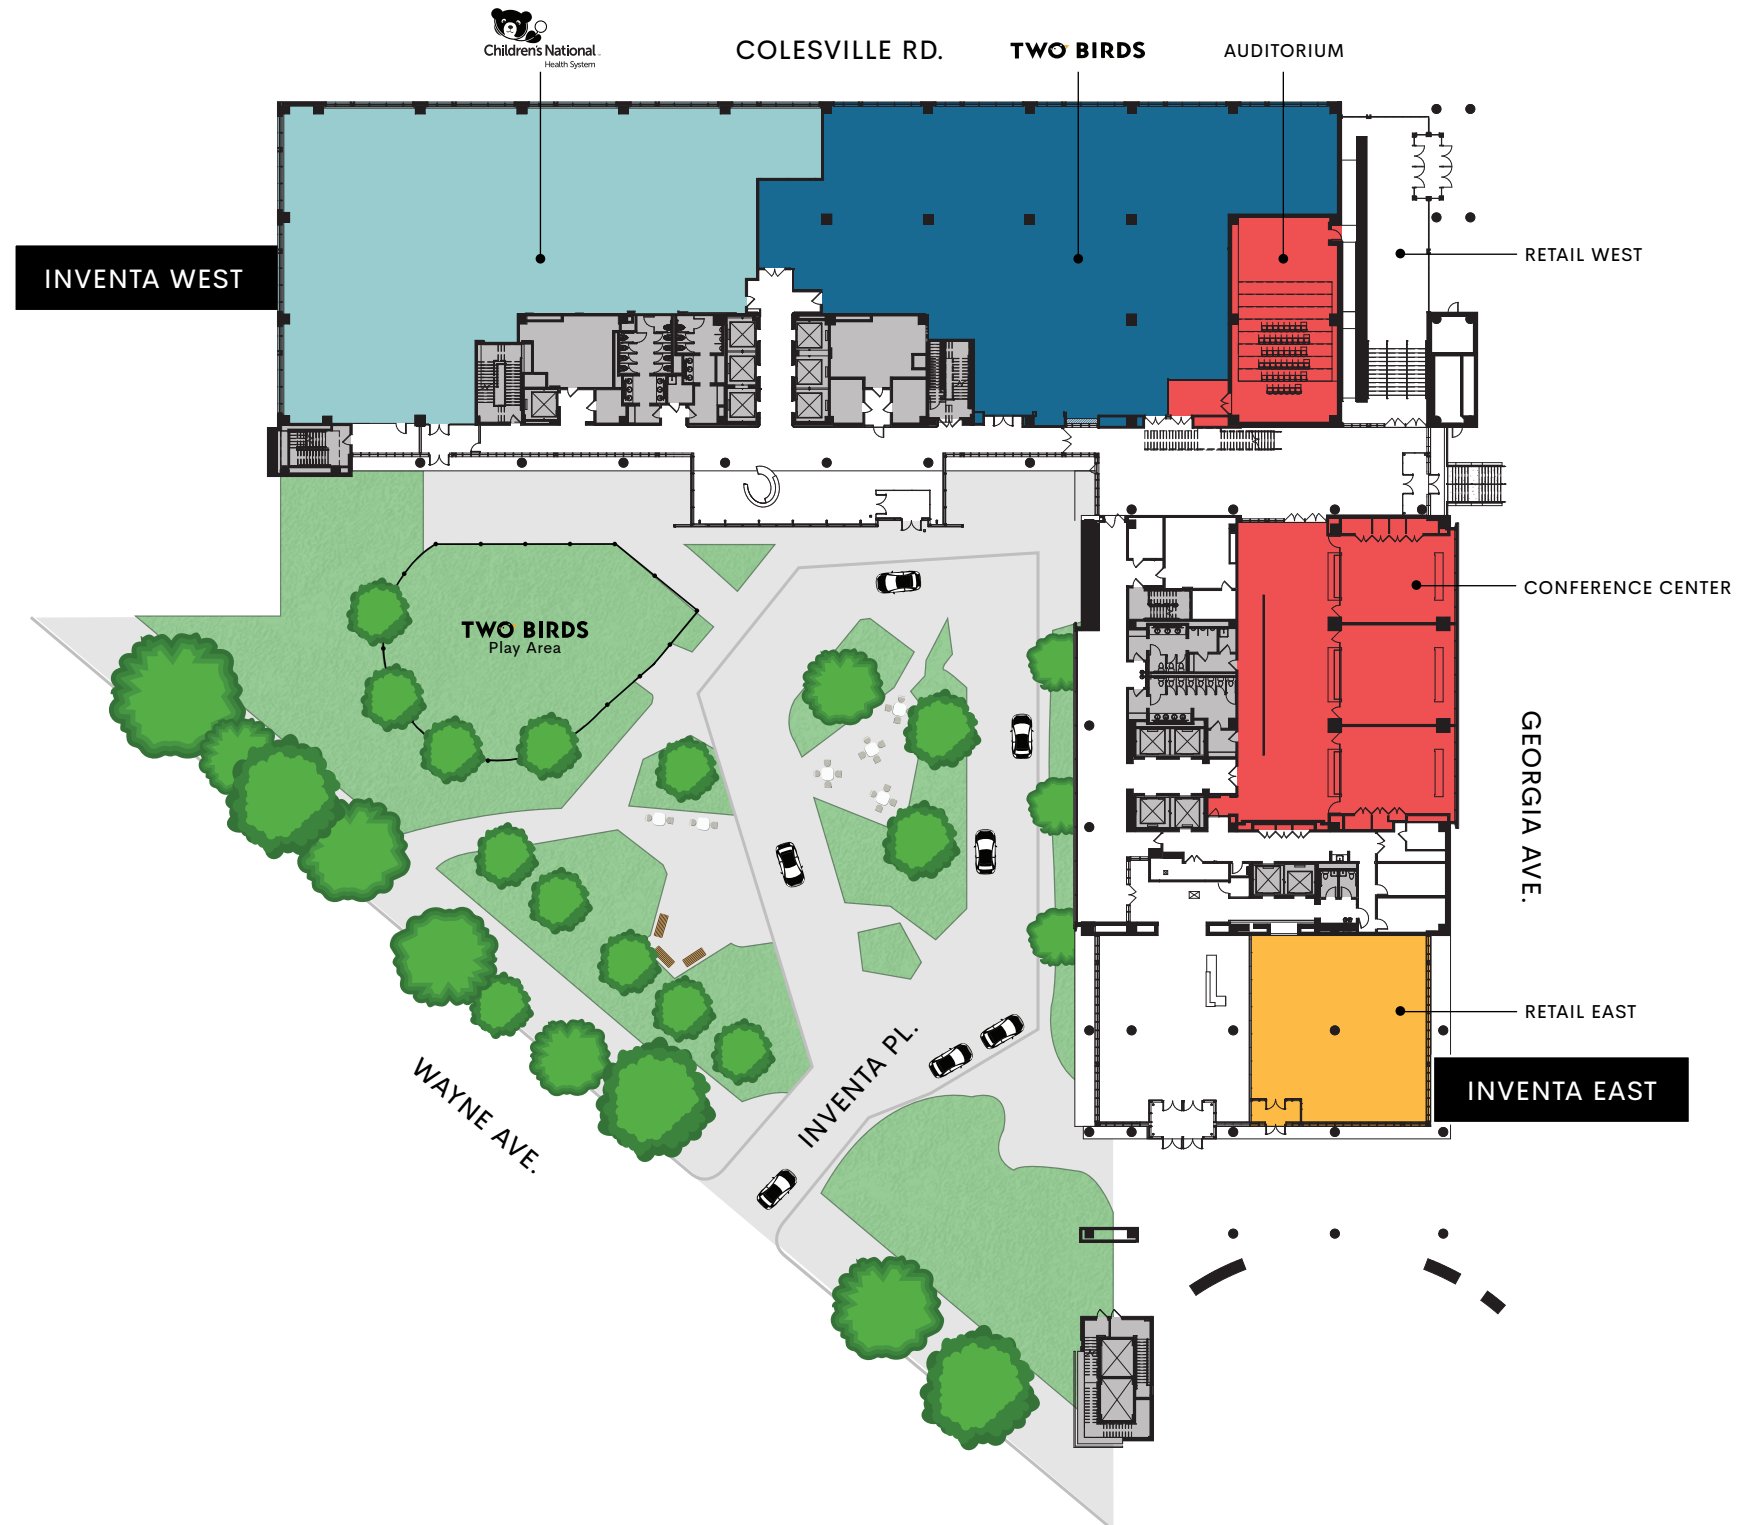 Children's National
Health System
COLESVILLE RD.
TWO BIRDS
AUDITORIUM
INVENTA WEST
RETAIL WEST
TWO BIRDS
Play Area
CONFERENCE CENTER
GEORGIA AVE.
RETAIL EAST
INVENTA EAST
INVENTA PL.
WAYNE AVE.